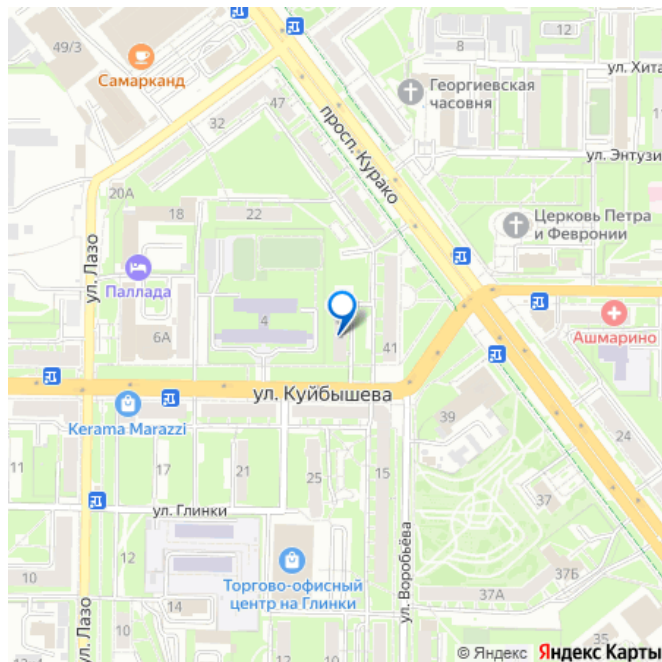 49/3
Самарканд
47
32
просп. Курако
8
ул. Хита
Георгиевская
часовня
ул. Энтузи
20А
18
22
Церковь Петра
и Февронии
ул. Лазо
Паллада
4
6А
41
Ашмарино
ул. Куйбышева
Kerama Marazzi
39
24
11
17
21
25
15
ул. Глинки
37
ул. Воробьёва
12
10
Торгово-офисный
центр на Глинки
14
37А
37Б
ул. Лазо
10
10
35
© Яндекс Яндекс Карты